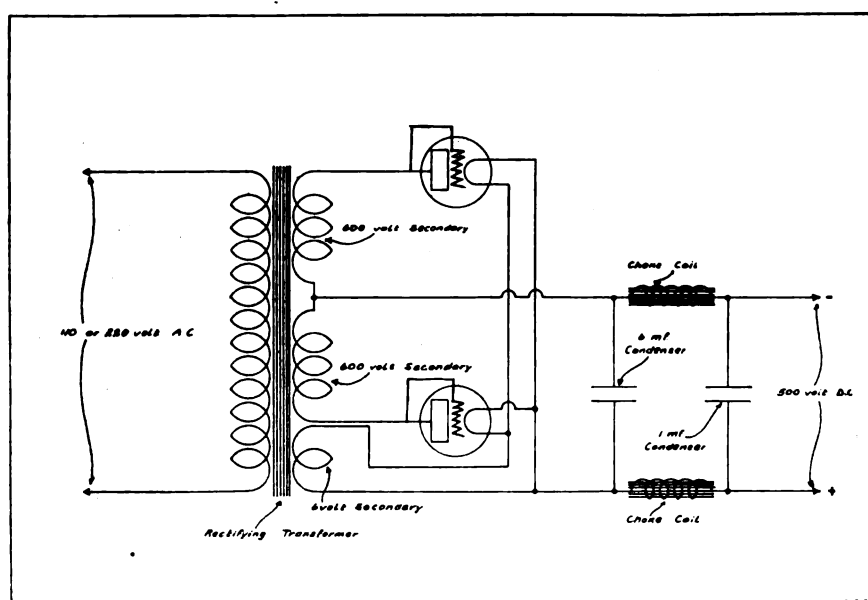 600 volt Secondary
Choke Coil
-
110 or 220 volt A.C
6 mf
Condenser
600 volt Secondary
500 volt D.C
1 mf
Condenser
6 volt Secondary
+
Rectifying Transformer
Choke Coil